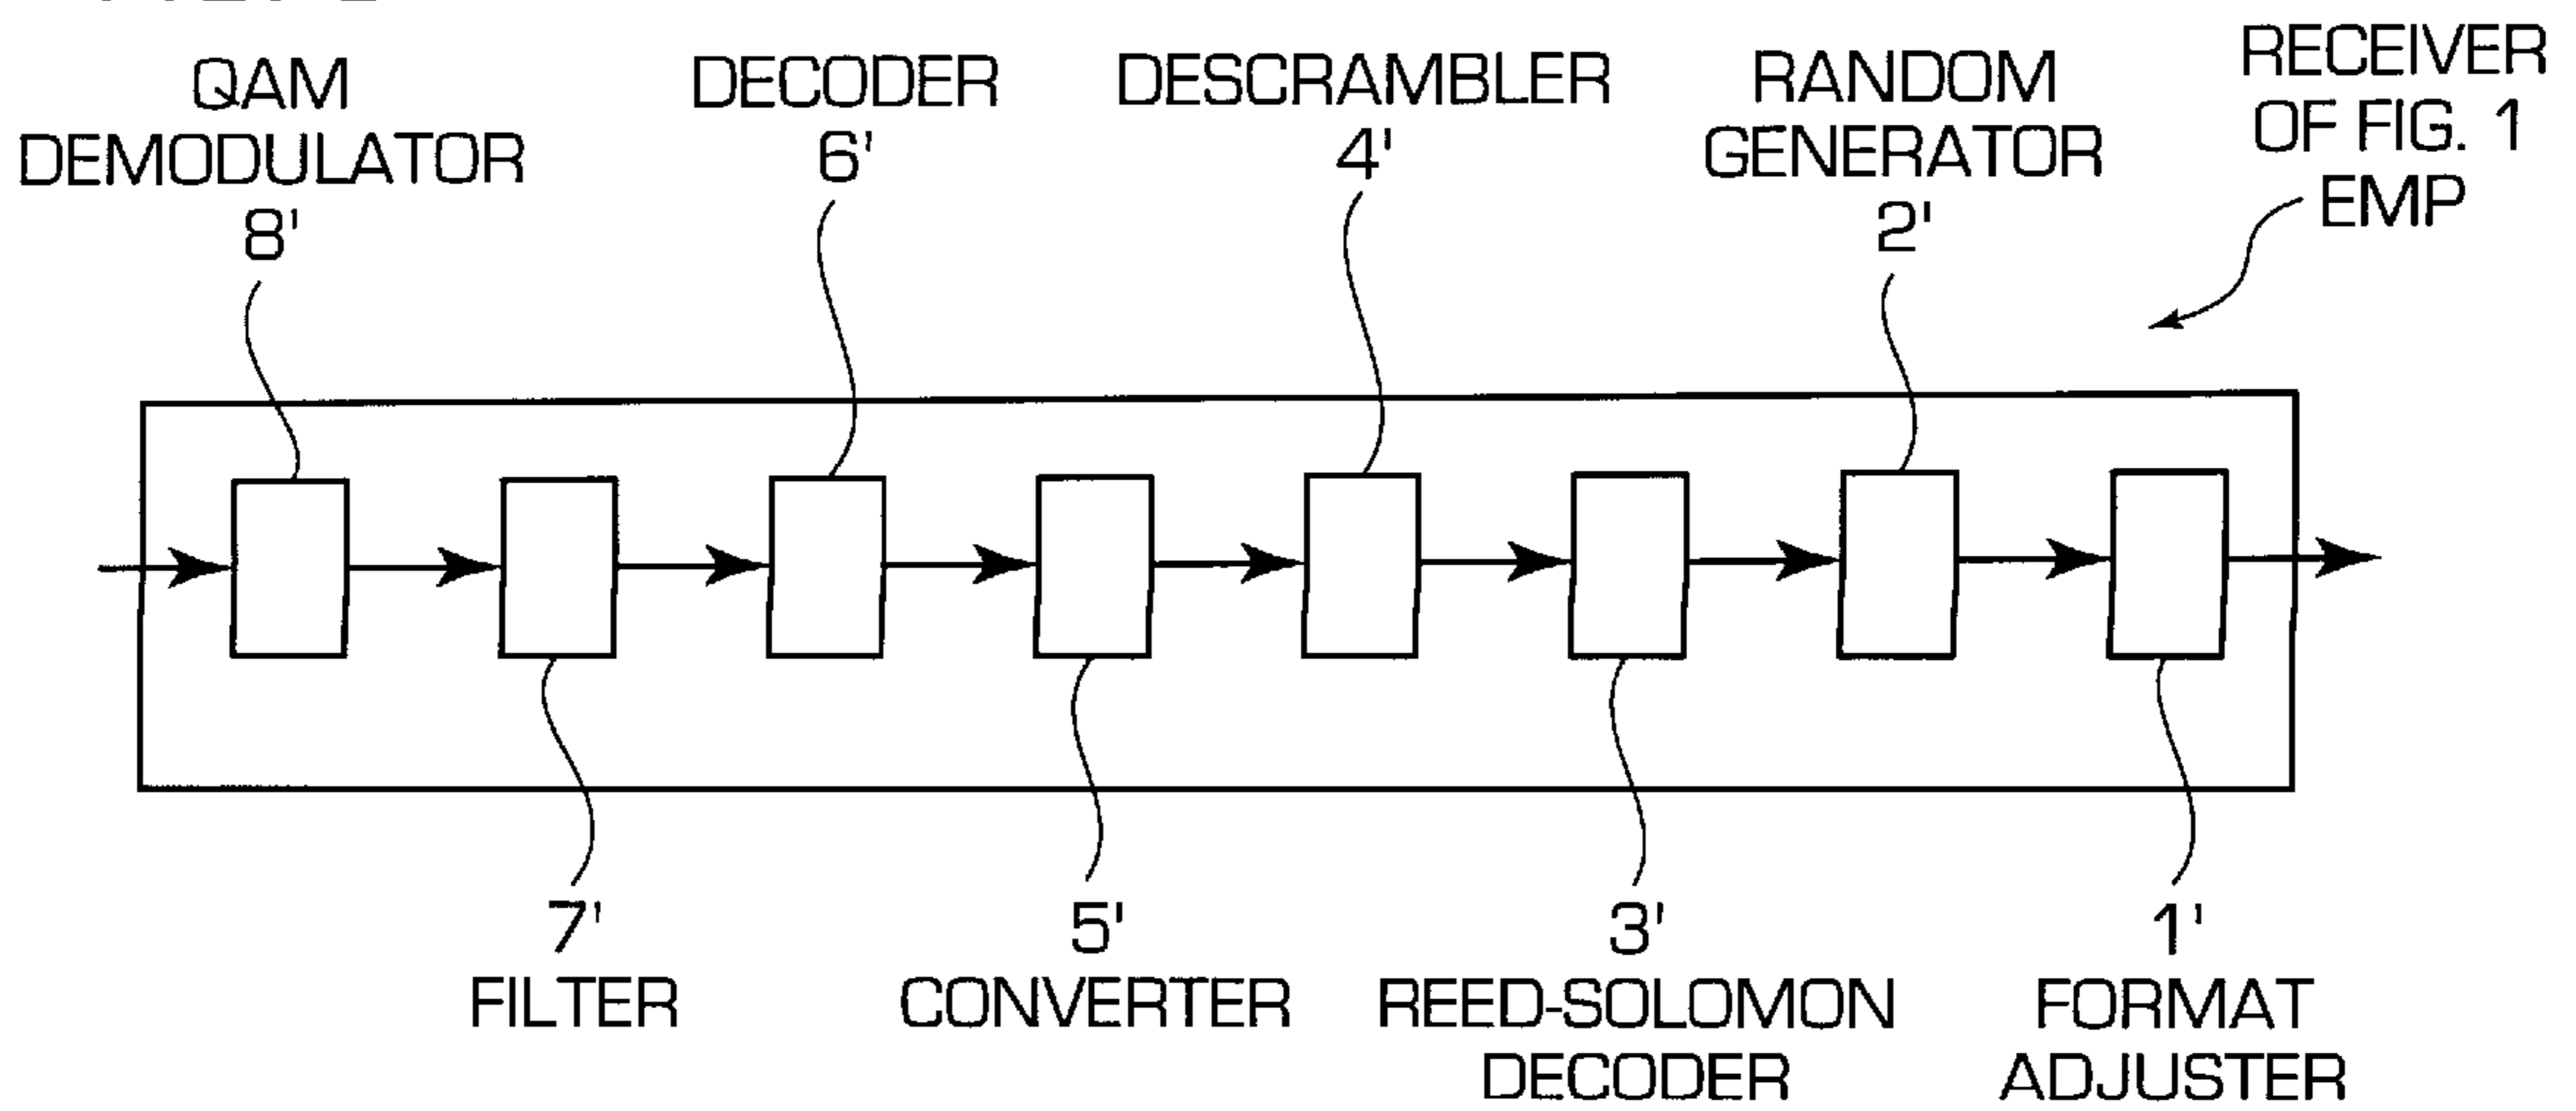 QAM
DEMODULATOR
8'
DECODER
6'
DESCRAMBLER
4'
RANDOM
GENERATOR
2'
RECEIVER
OF FIG. 1
EMP
7'
FILTER
5'
CONVERTER
3'
REED-SOLOMON
DECODER
1'
FORMAT
ADJUSTER